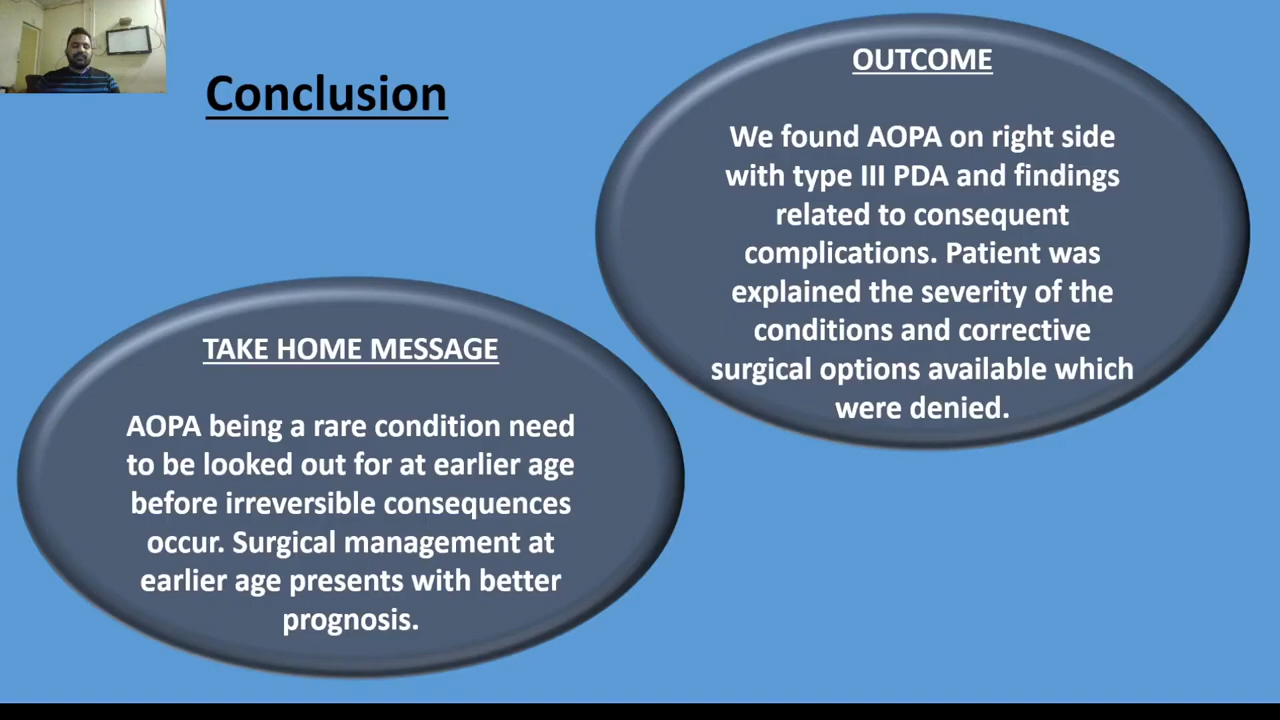 Conclusion
OUTCOME
We found AOPA on right side
with type III PDA and findings
related to consequent
complications. Patient was
explained the severity of the
conditions and corrective
surgical options available which
were denied.
TAKE HOME MESSAGE
AOPA being a rare condition need
to be looked out for at earlier age
before irreversible consequences
occur. Surgical management at
earlier age presents with better
prognosis.